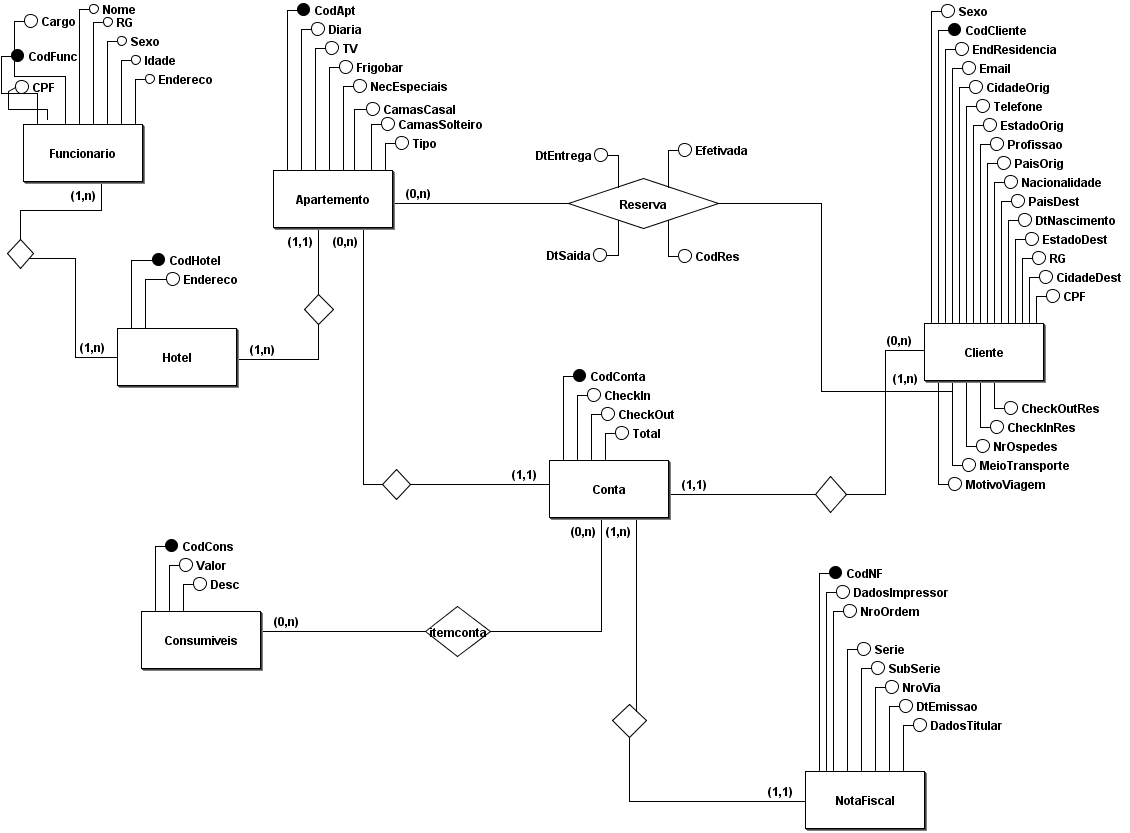 Nome
Cargo
RG
Sexo
CodFunc
Idade
Endereco
CPF
Funcionario
(1,n)
CodApt
Diaria
TV
Frigobar
NecEspeciais
CamasCasal
CamasSolteiro
Tipo
Apartemento
(0,n)
(1,1)
(0,n)
DtEntrega
Efetivada
Reserva
DtSaida
CodRes
Sexo
CodCliente
EndResidencia
Email
CidadeOrig
Telefone
EstadoOrig
Profissao
PaisOrig
Nacionalidade
PaisDest
DtNascimento
EstadoDest
RG
CidadeDest
CPF
(0,n)
Cliente
(1,n)
CheckOutRes
CheckInRes
NrOspedes
MeioTransporte
MotivoViagem
CodHotel
Endereco
(1,n)
Hotel
(1,n)
CodConta
CheckIn
CheckOut
Total
(1,1)
Conta
(1,1)
(0,n)
(1,n)
CodCons
Valor
Desc
Consumiveis
(0,n)
itemconta
CodNF
DadosImpressor
NroOrdem
Serie
SubSerie
NroVia
DtEmissao
DadosTitular
(1,1)
NotaFiscal